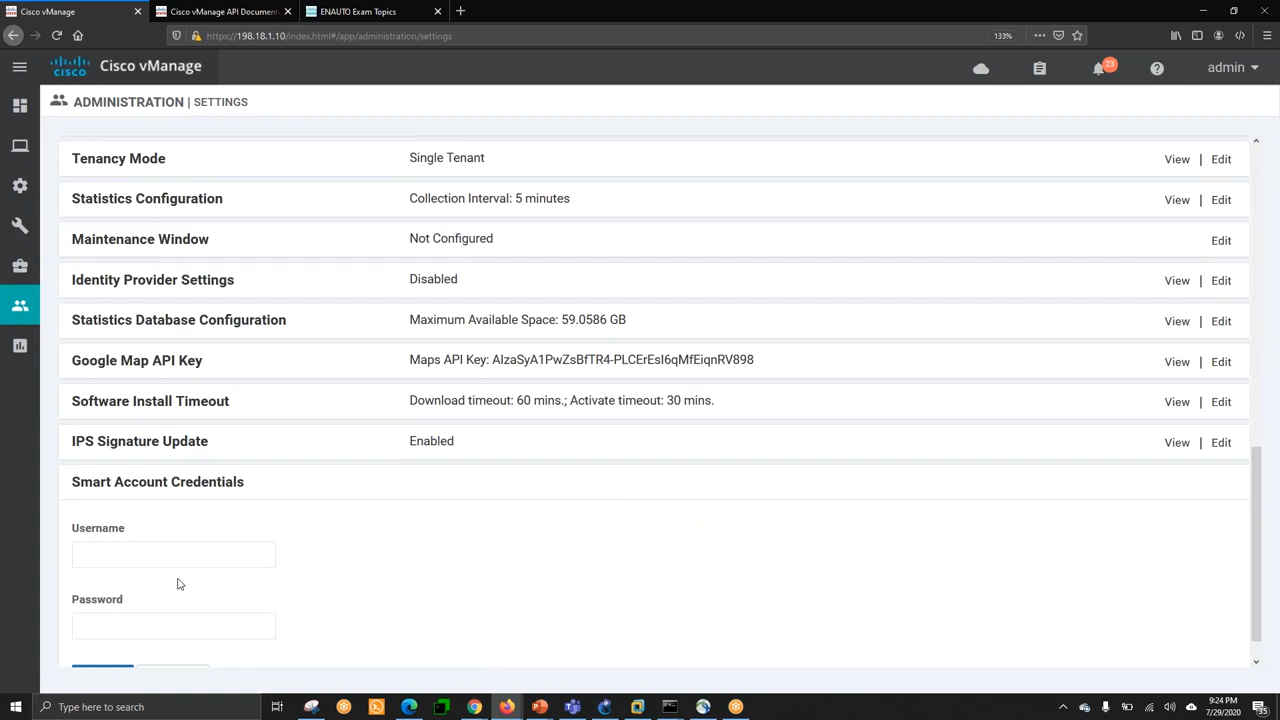 Cisco vManage
Cisco vManage API Documenta
ENAUTO Exam Topics
https://198.18.1.10/index.html#/app/administration/settings
133%
CISCO
Cisco vManage
23
admin
ADMINISTRATION | SETTINGS
Tenancy Mode Single Tenant View | Edit
Statistics Configuration Collection Interval: 5 minutes View | Edit
Maintenance Window Not Configured Edit
Identity Provider Settings Disabled View | Edit
Statistics Database Configuration Maximum Available Space: 59.0586 GB View | Edit
Google Map API Key Maps API Key: AIzaSyA1PwZsBfTR4-PLCErEsI6qMfEiqnRV898 View | Edit
Software Install Timeout Download timeout: 60 mins.; Activate timeout: 30 mins. View | Edit
IPS Signature Update Enabled View | Edit
Smart Account Credentials
Username
Password
Type here to search
9:24 PM
7/29/2020
35